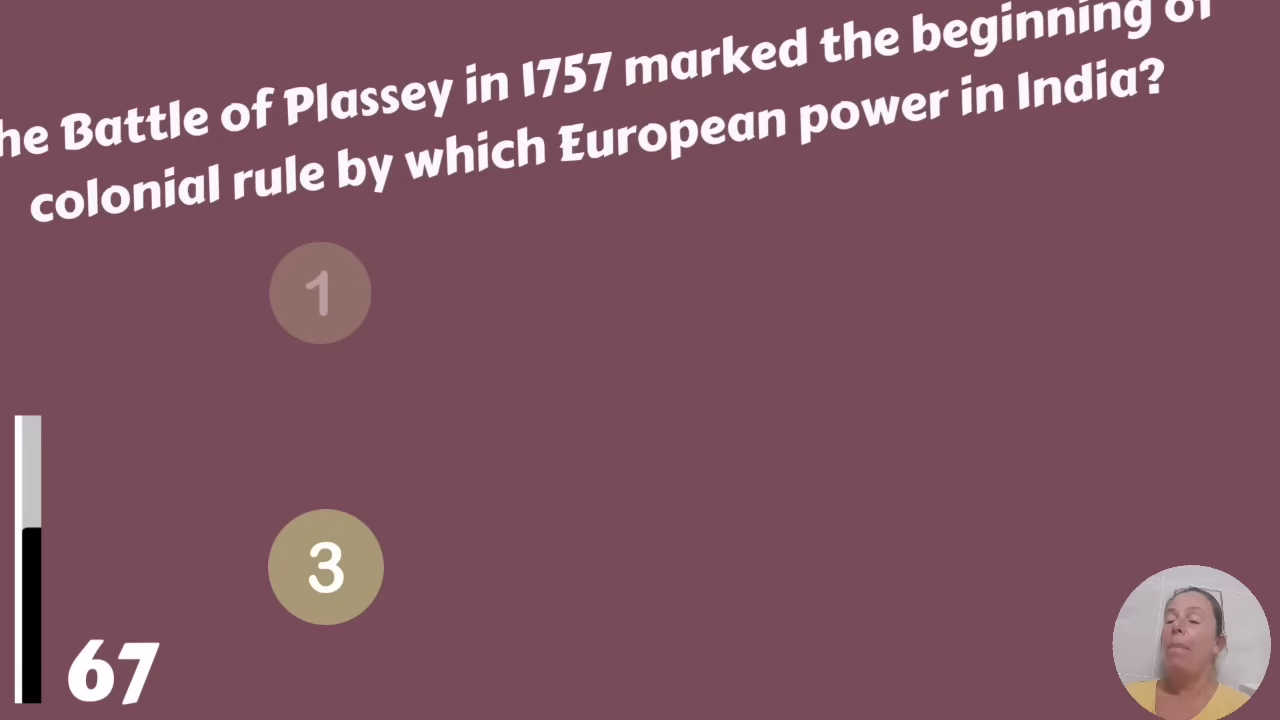 he Battle of Plassey in 1757 marked the beginning of
colonial rule by which European power in India?
1
3
67